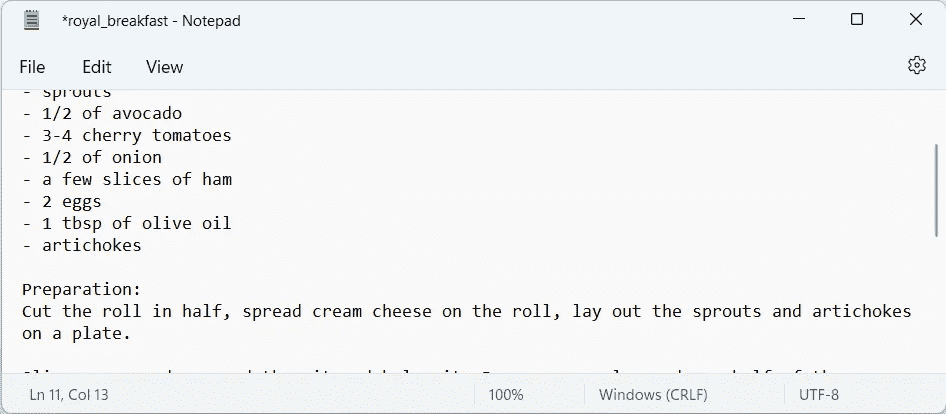 *royal_breakfast - Notepad
File Edit View
- sprouts
- 1/2 of avocado
- 3-4 cherry tomatoes
- 1/2 of onion
- a few slices of ham
- 2 eggs
- 1 tbsp of olive oil
- artichokes
Preparation:
Cut the roll in half, spread cream cheese on the roll, lay out the sprouts and artichokes
on a plate.
Ln 11, Col 13 100% Windows (CRLF) UTF-8